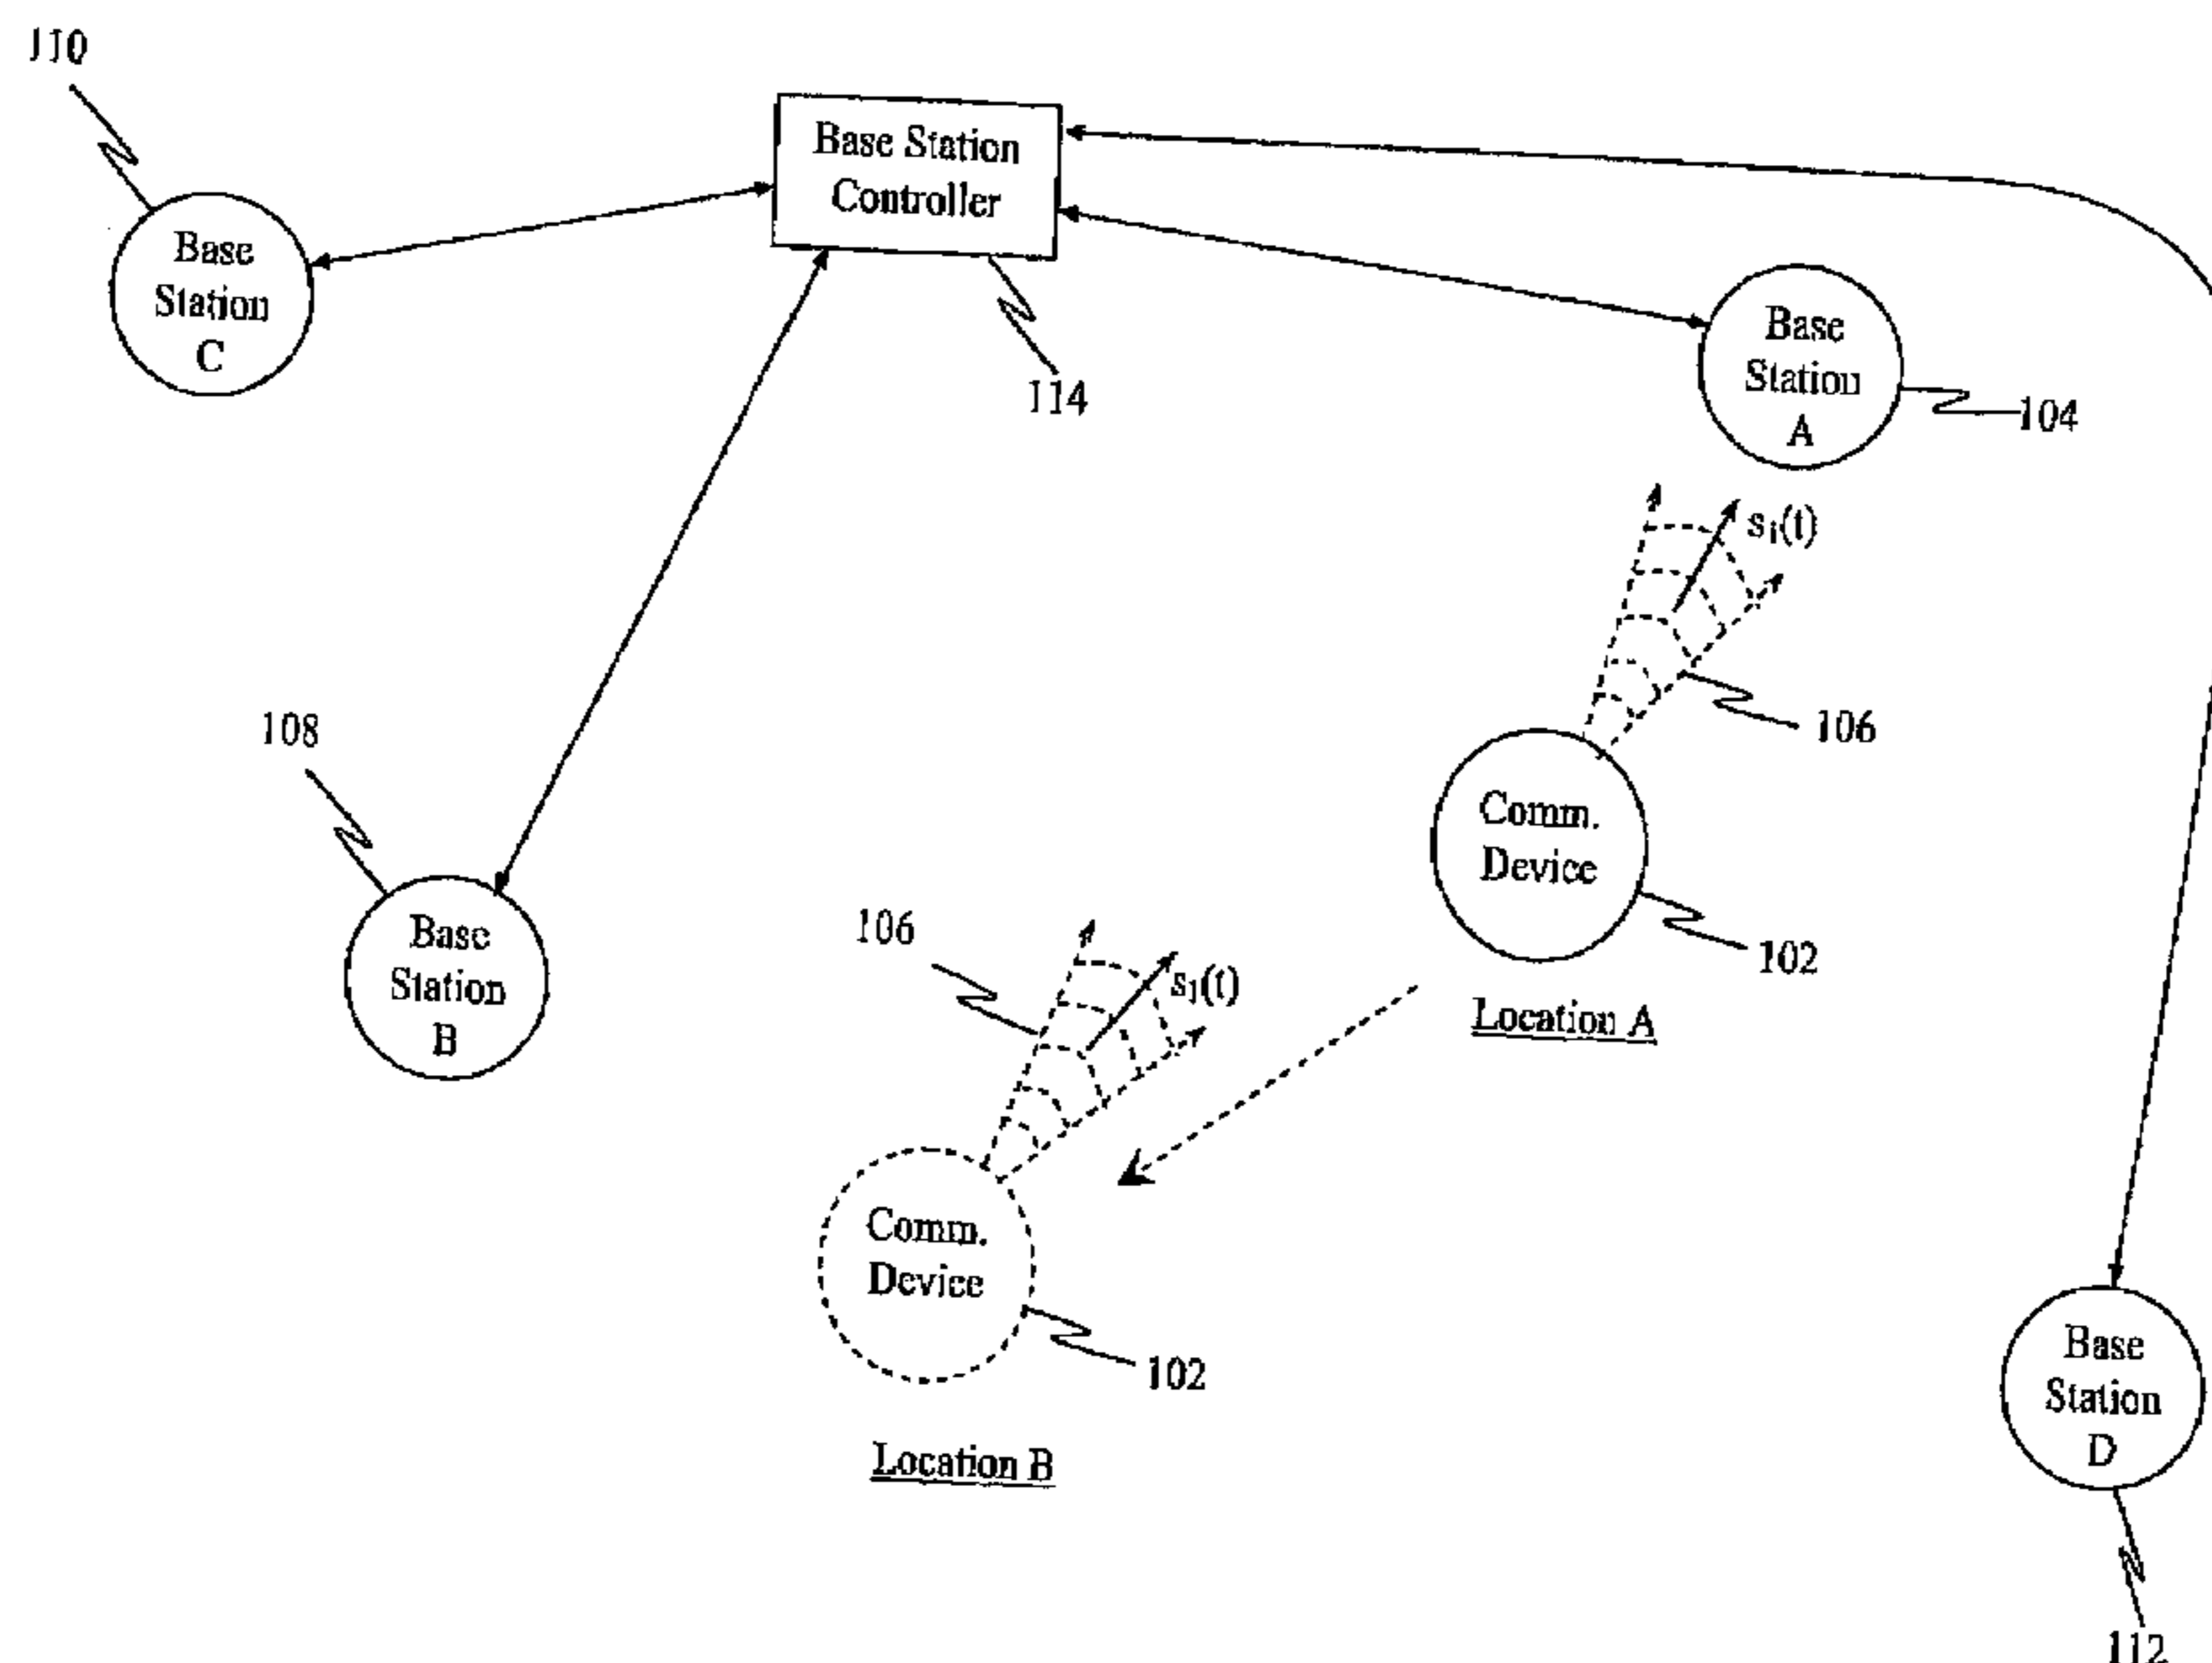 110
Base Station
Controller
Base
Station
C
114
Base
Station
A
104
s₁(t)
106
Comm.
Device
102
Location A
108
Base
Station
B
106
s₁(t)
Comm.
Device
102
Location B
Base
Station
D
112